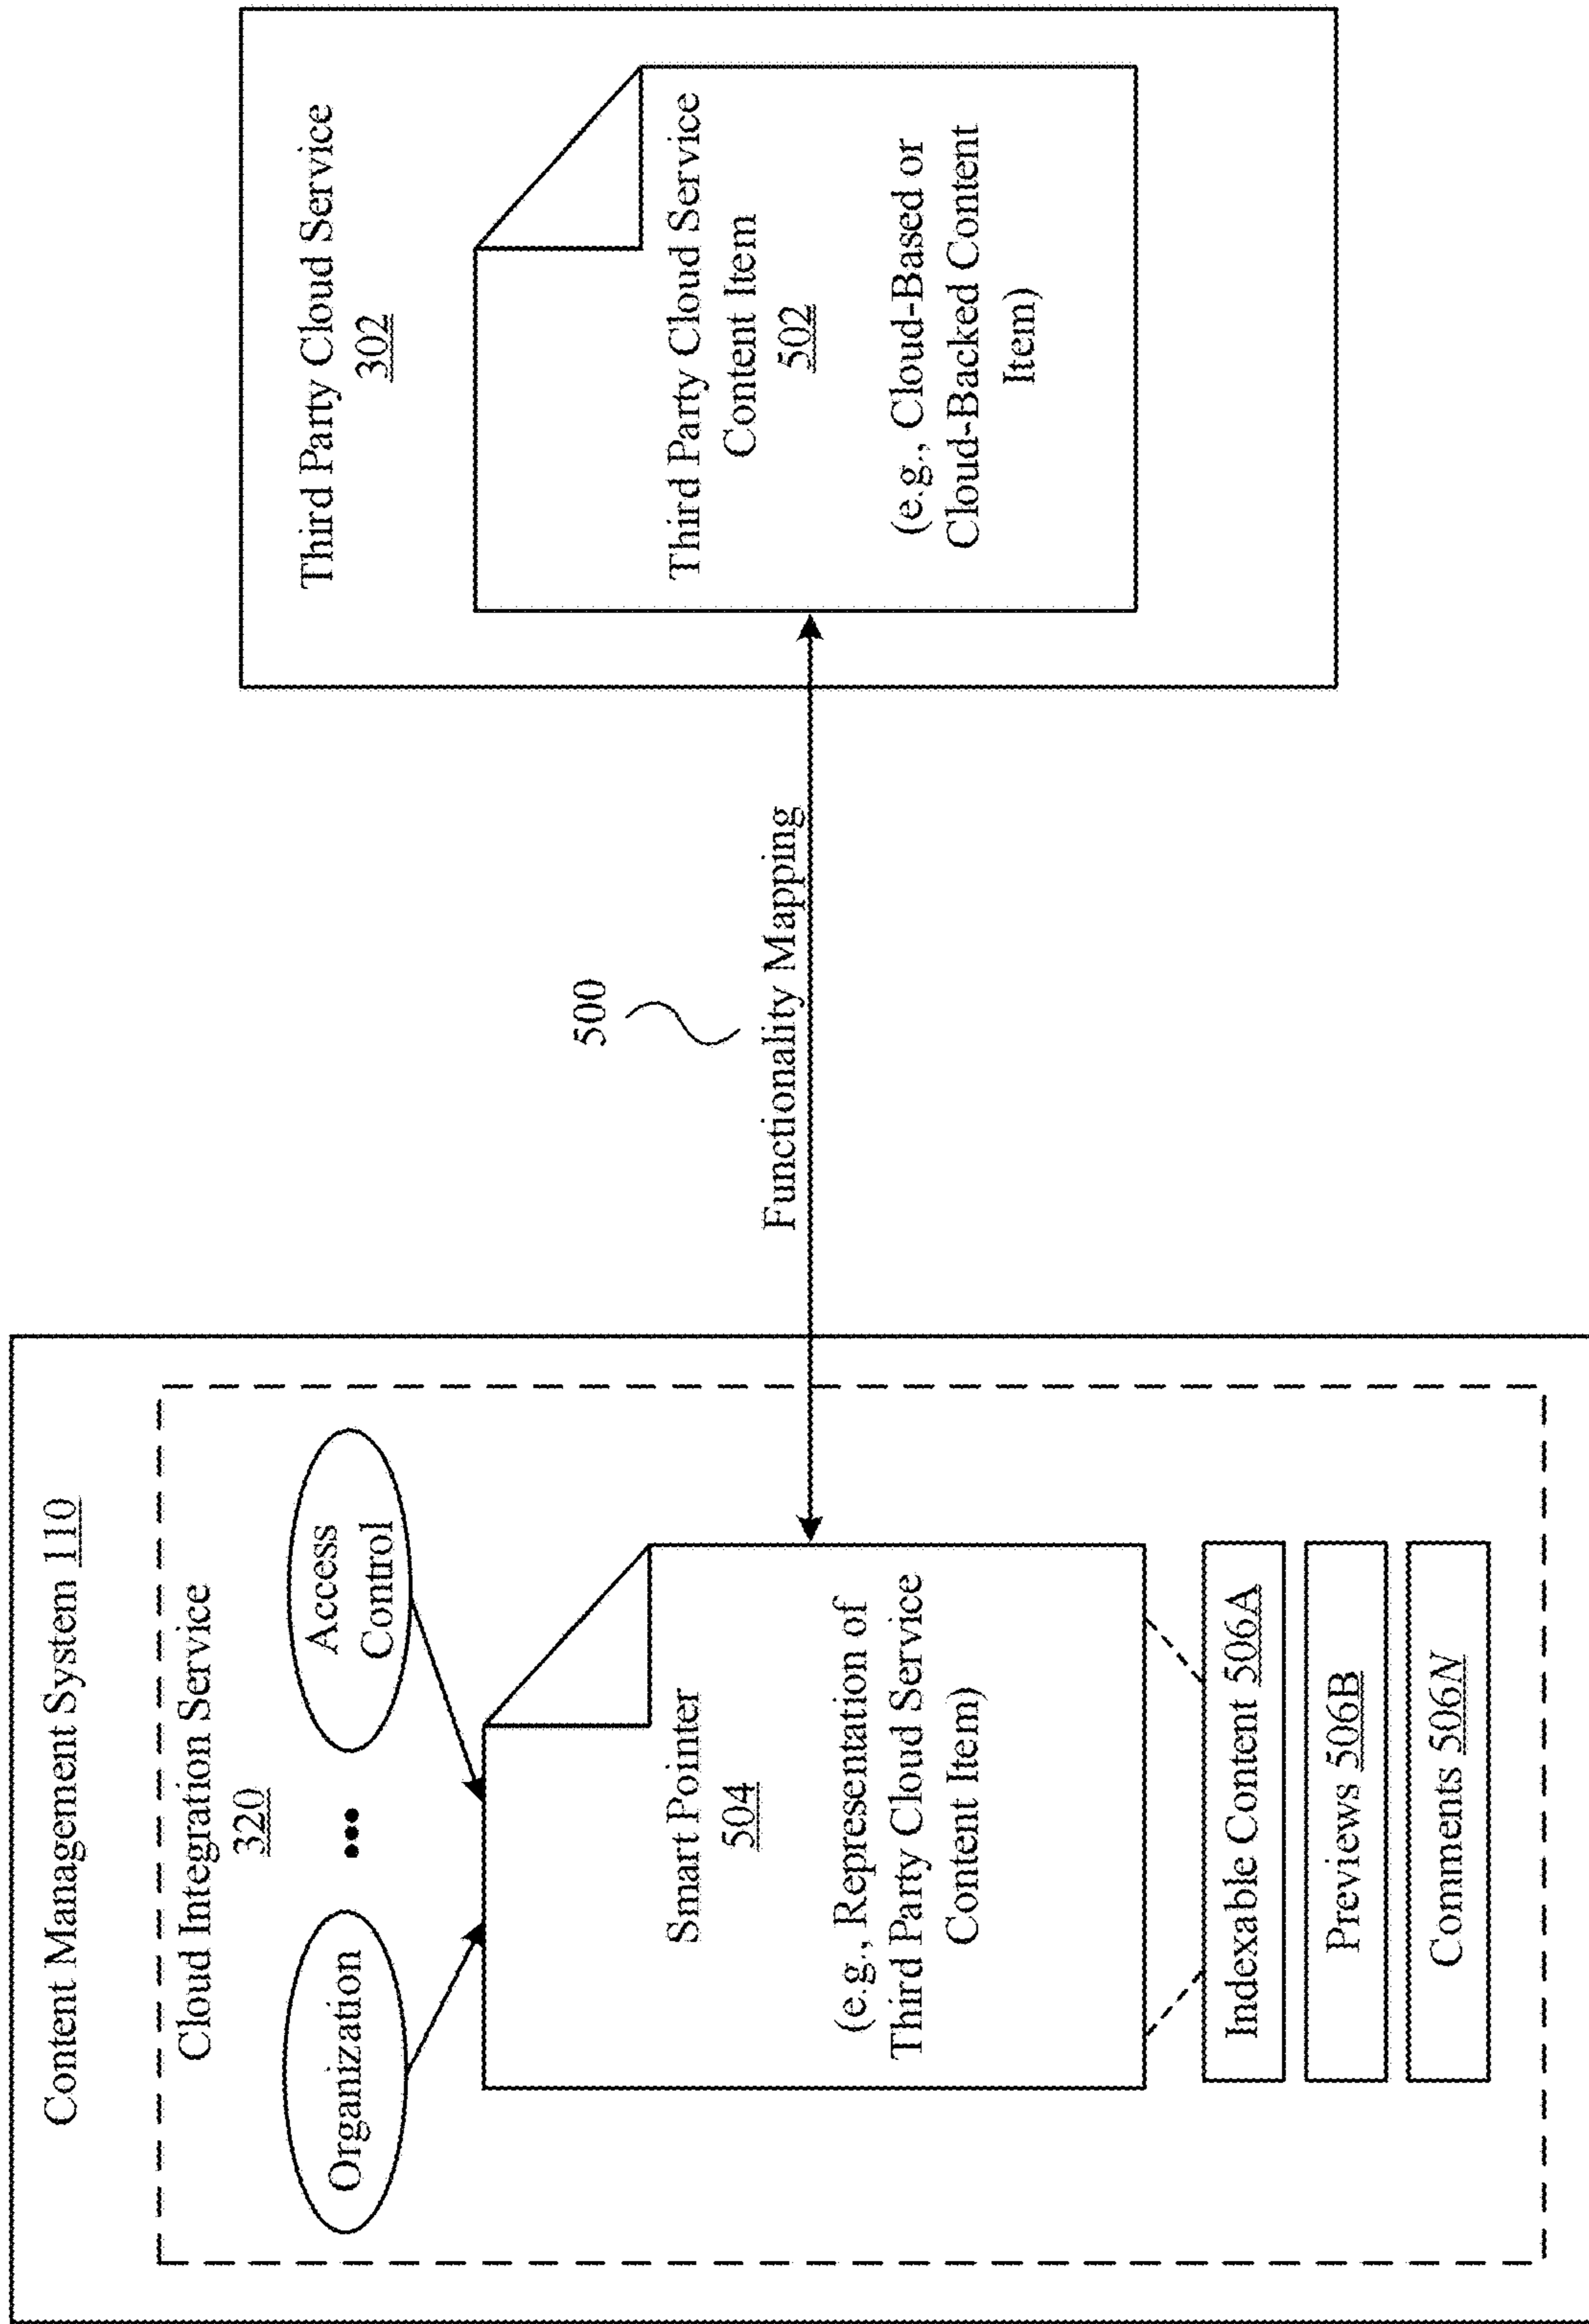 Content Management System 110
Cloud Integration Service
320
Organization
•••
Access
Control
Smart Pointer
504
(e.g., Representation of
Third Party Cloud Service
Content Item)
Indexable Content 506A
Previews 506B
Comments 506N
500
Functionality Mapping
Third Party Cloud Service
302
Third Party Cloud Service
Content Item
502
(e.g., Cloud-Based or
Cloud-Backed Content
Item)